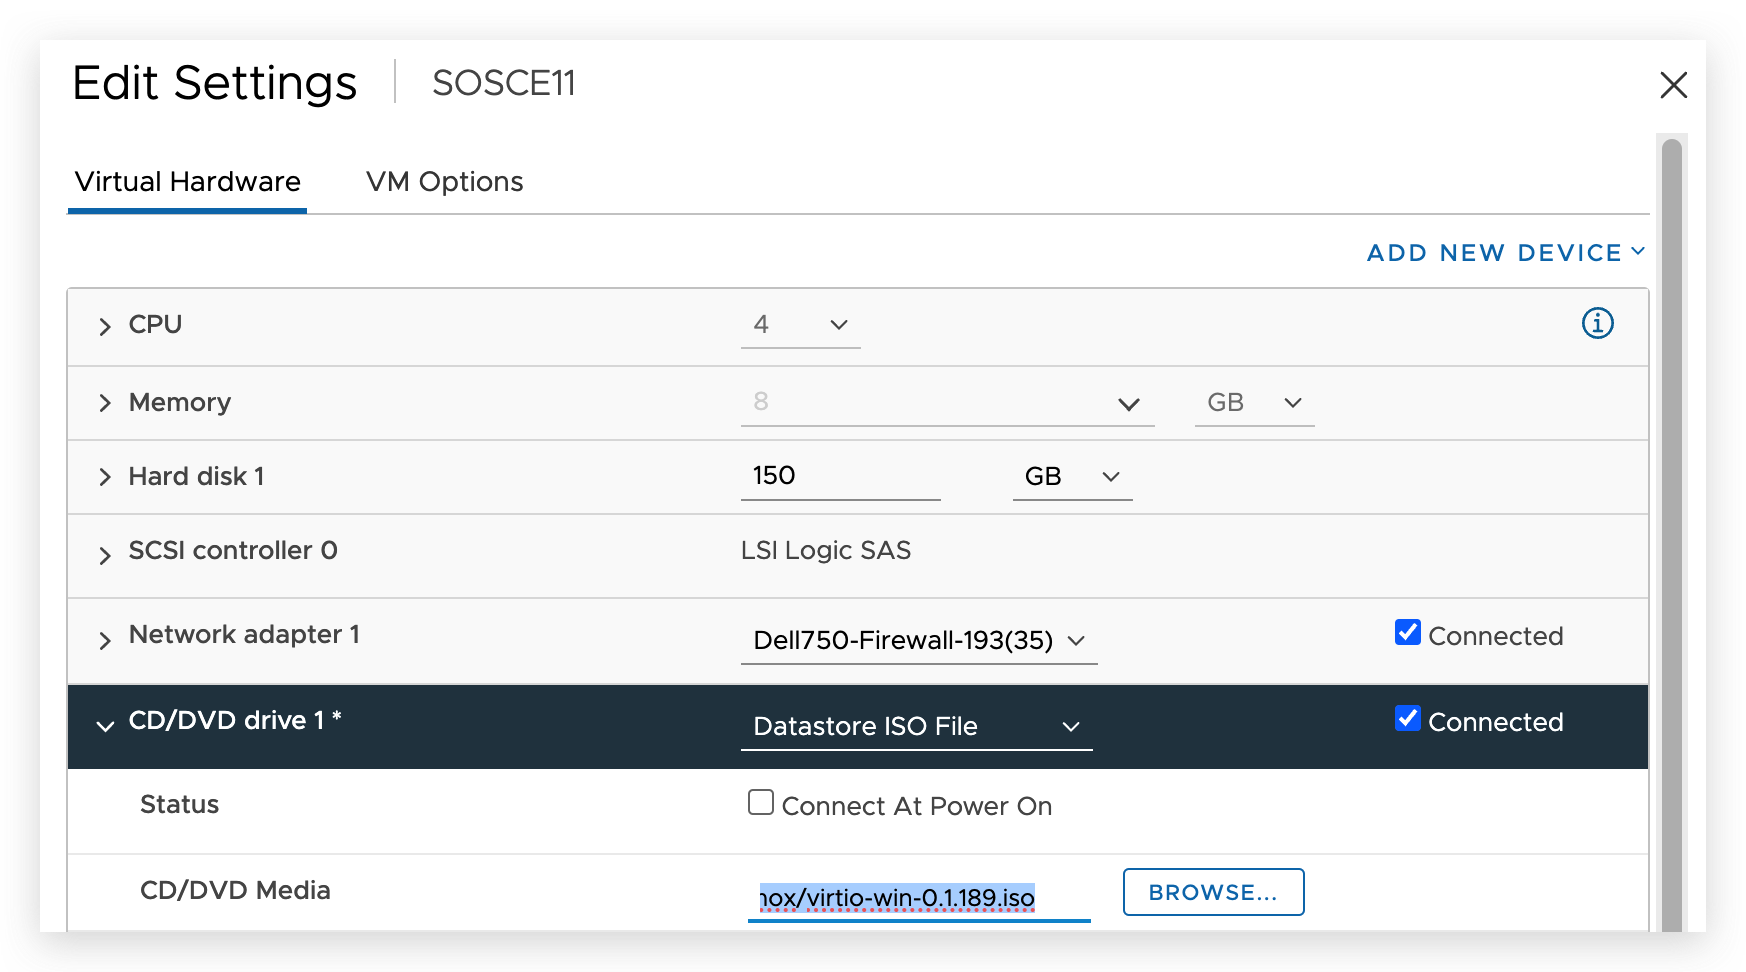 Edit Settings SOSCE11
Virtual Hardware VM Options
ADD NEW DEVICE
CPU 4
Memory 8 GB
Hard disk 1 150 GB
SCSI controller 0 LSI Logic SAS
Network adapter 1 Dell750-Firewall-193(35) Connected
CD/DVD drive 1 * Datastore ISO File Connected
Status Connect At Power On
CD/DVD Media /virtio-win-0.1.189.iso BROWSE...